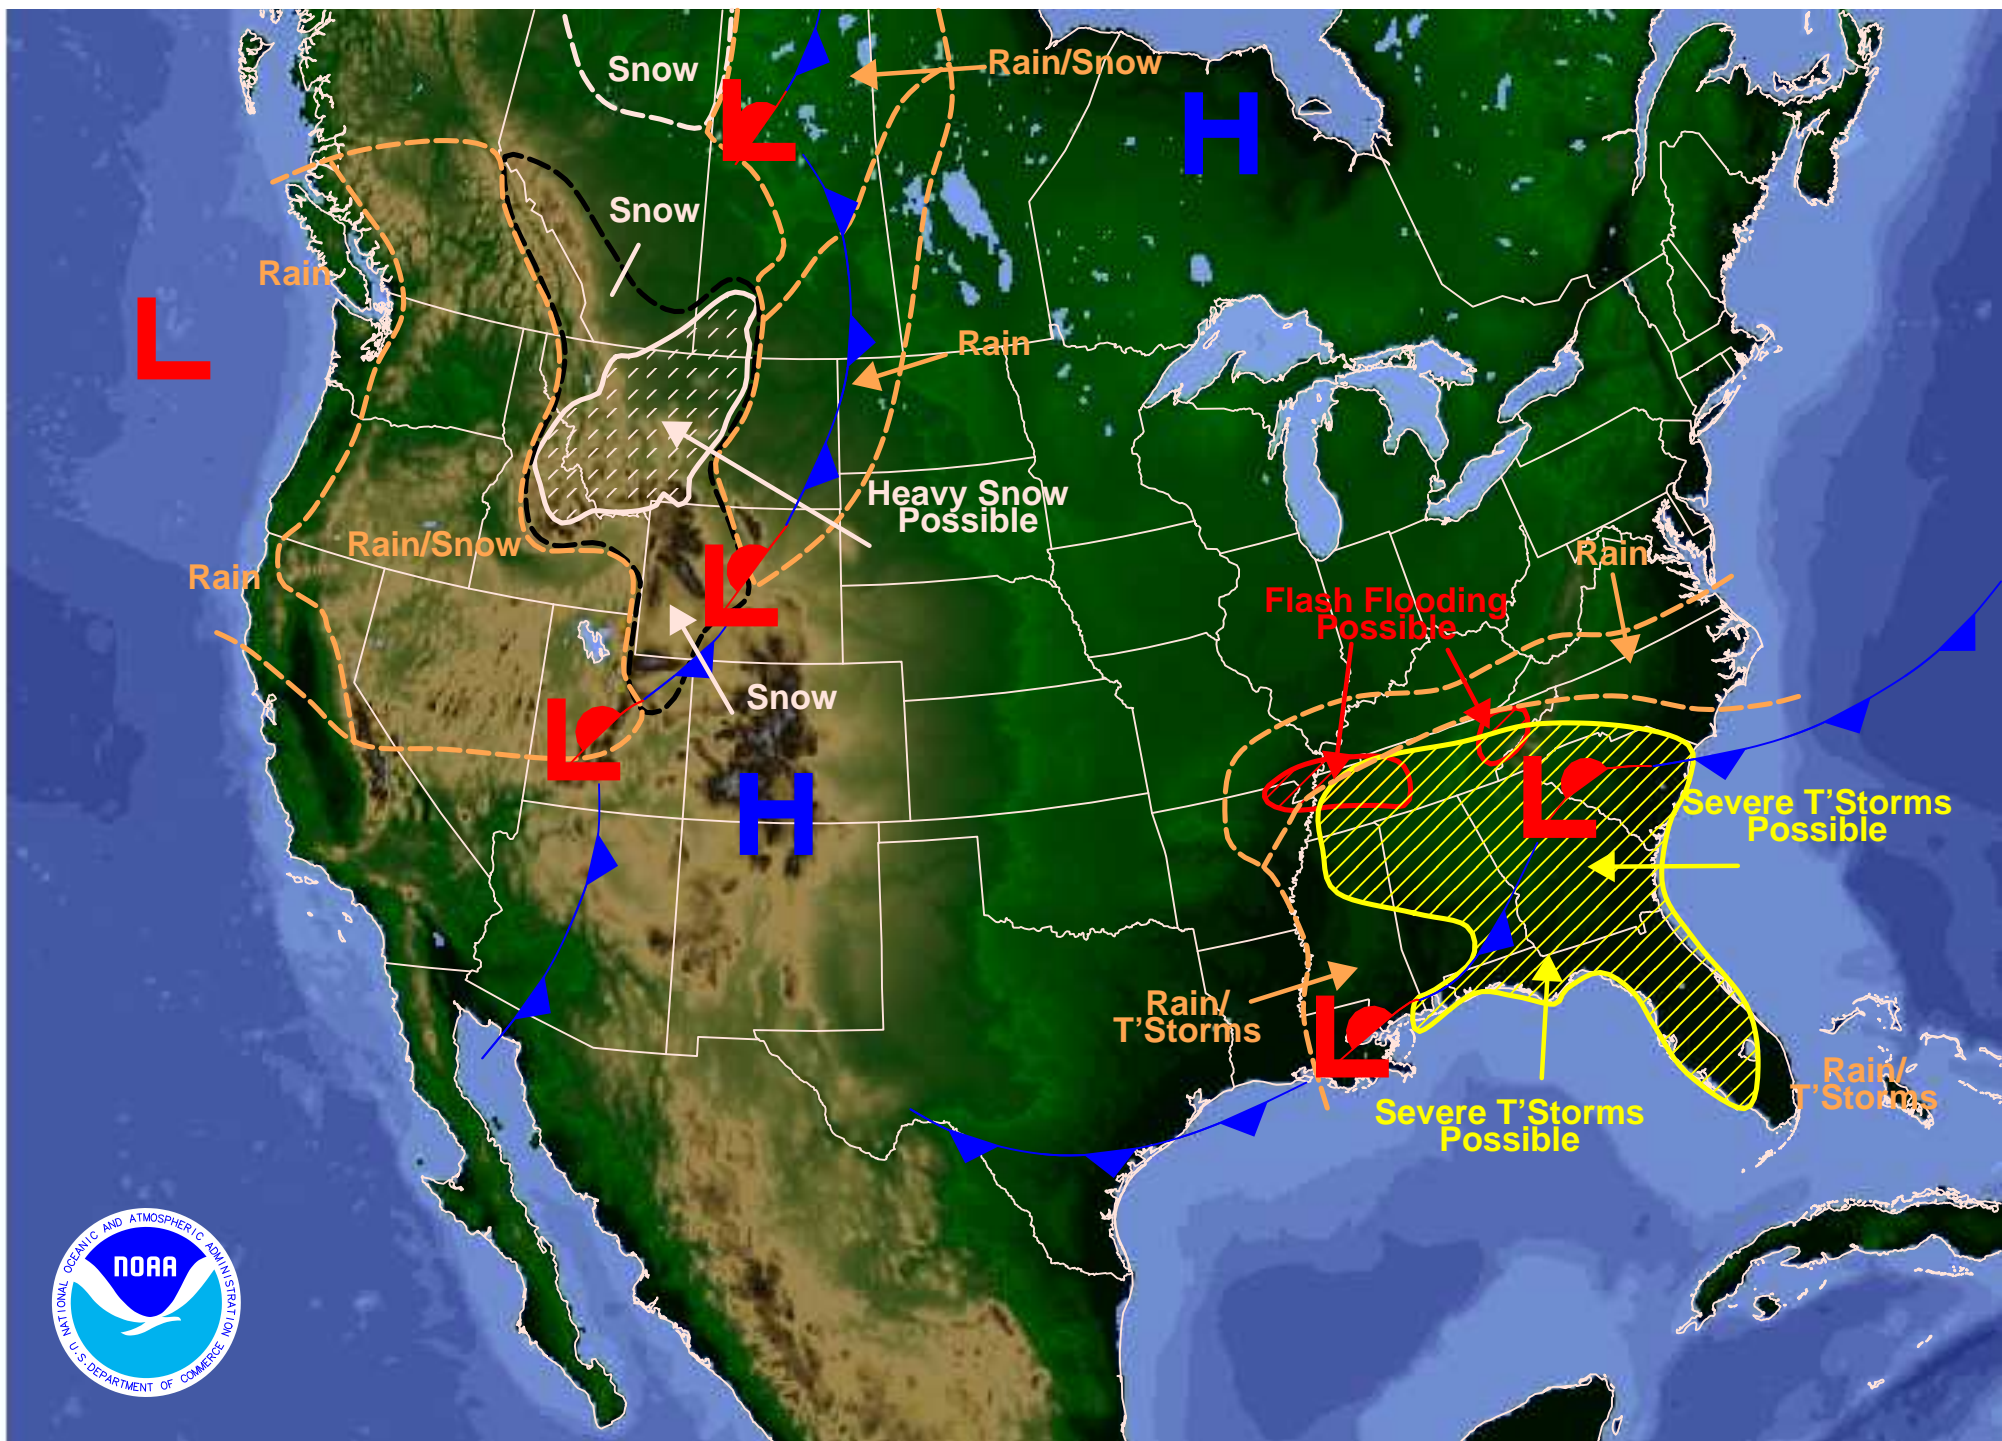 Snow
Rain/Snow
L
H
Snow
Rain
L
Rain
Heavy Snow
Possible
Rain/Snow
Rain
Rain
L
Flash Flooding
Possible
Snow
L
H
L
Severe T'Storms
Possible
Rain/
T'Storms
L
Rain/
T'Storms
Severe T'Storms
Possible
NATIONAL OCEANIC AND ATMOSPHERIC ADMINISTRATION
NOAA
U.S. DEPARTMENT OF COMMERCE